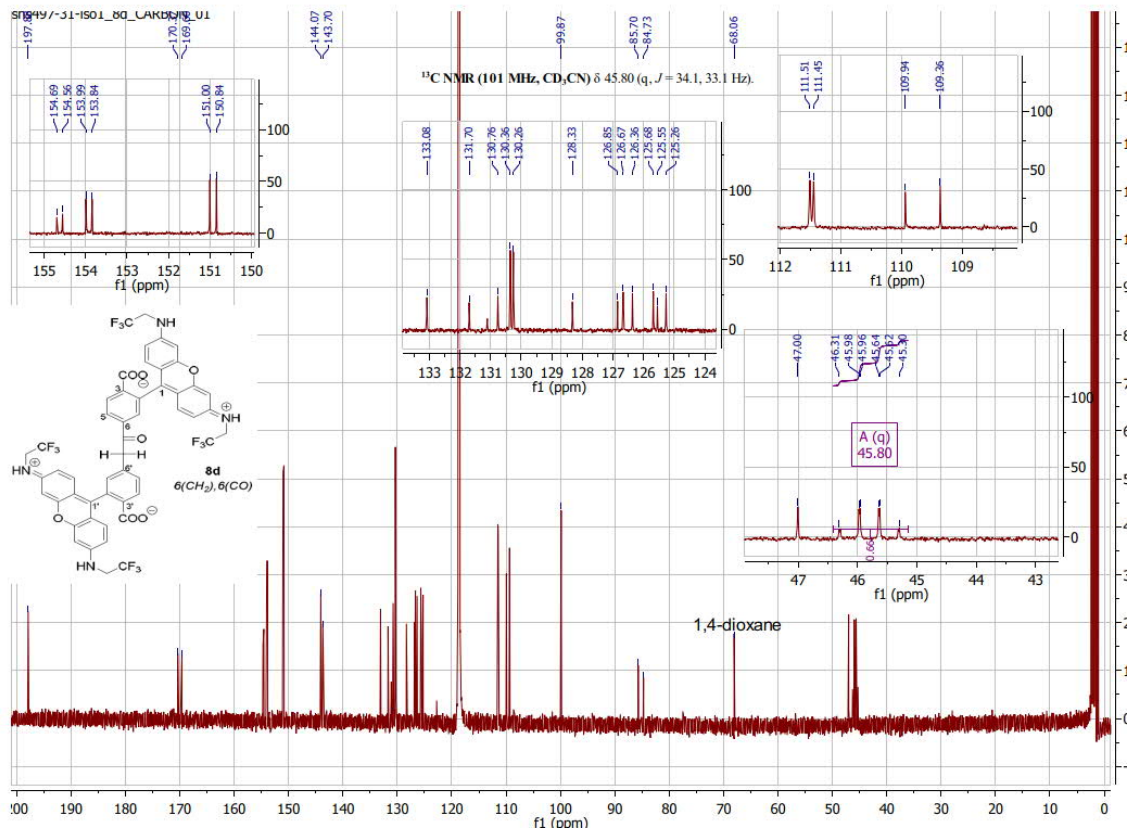 197.88
170.27
169.69
144.07
143.70
99.87
85.70
84.73
68.06
¹³C NMR (101 MHz, CD₃CN) δ 45.80 (q, J = 34.1, 33.1 Hz).
154.69
154.56
153.99
153.84
151.00
150.84
100
50
0
155 154 153 152 151 150
f1 (ppm)
133.08
131.70
130.76
130.36
130.26
128.33
126.85
126.67
126.36
125.68
125.55
125.26
100
50
0
133 132 131 130 129 128 127 126 125 124
f1 (ppm)
111.51
111.45
109.94
109.36
100
50
0
112 111 110 109
f1 (ppm)
47.00
46.31
45.98
45.96
45.64
45.62
45.30
A (q)
45.80
0.66
100
50
0
47 46 45 44 43
f1 (ppm)
F₃C NH
O
COO⊖
3
1
5
6
NH
⊕
F₃C
O
H H
CF₃
HN⊕
6'
1'
3'
COO⊖
O
HN CF₃
8d
6(CH₂),6(CO)
1,4-dioxane
200 190 180 170 160 150 140 130 120 110 100 90 80 70 60 50 40 30 20 10 0
f1 (ppm)